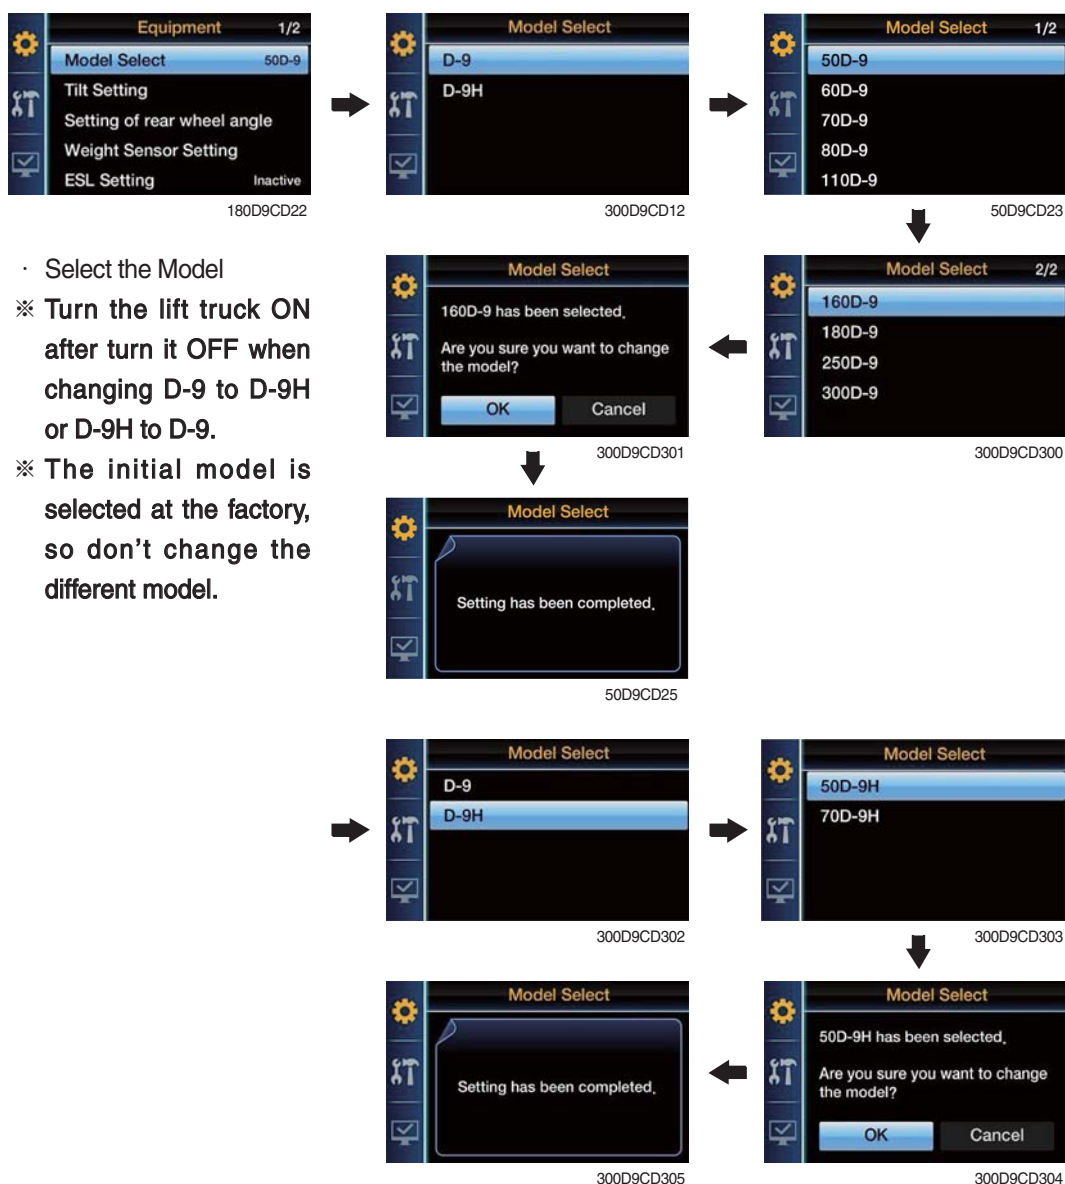 Equipment 1/2
Model Select 50D-9
Tilt Setting
Setting of rear wheel angle
Weight Sensor Setting
ESL Setting Inactive
180D9CD22
Model Select
D-9
D-9H
300D9CD12
Model Select 1/2
50D-9
60D-9
70D-9
80D-9
110D-9
50D9CD23
· Select the Model
※ Turn the lift truck ON
after turn it OFF when
changing D-9 to D-9H
or D-9H to D-9.
※ The initial model is
selected at the factory,
so don't change the
different model.
Model Select 2/2
160D-9
180D-9
250D-9
300D-9
300D9CD300
Model Select
160D-9 has been selected.
Are you sure you want to change
the model?
OK Cancel
300D9CD301
Model Select
Setting has been completed.
50D9CD25
Model Select
D-9
D-9H
300D9CD302
Model Select
50D-9H
70D-9H
300D9CD303
Model Select
50D-9H has been selected.
Are you sure you want to change
the model?
OK Cancel
300D9CD304
Model Select
Setting has been completed.
300D9CD305